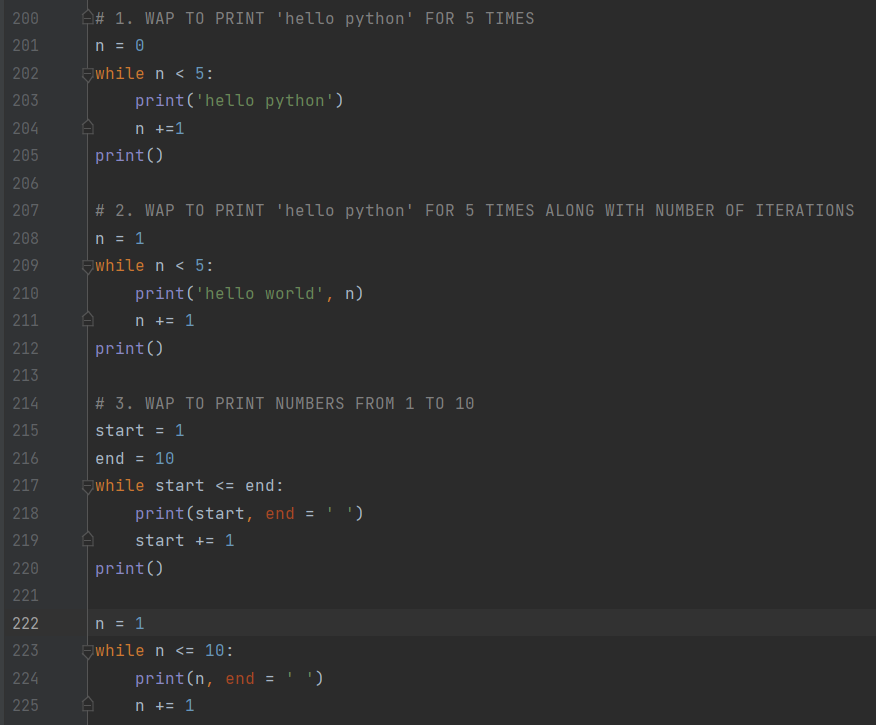 200 # 1. WAP TO PRINT 'hello python' FOR 5 TIMES
201 n = 0
202 while n < 5:
203     print('hello python')
204     n +=1
205 print()
206
207 # 2. WAP TO PRINT 'hello python' FOR 5 TIMES ALONG WITH NUMBER OF ITERATIONS
208 n = 1
209 while n < 5:
210     print('hello world', n)
211     n += 1
212 print()
213
214 # 3. WAP TO PRINT NUMBERS FROM 1 TO 10
215 start = 1
216 end = 10
217 while start <= end:
218     print(start, end = ' ')
219     start += 1
220 print()
221
222 n = 1
223 while n <= 10:
224     print(n, end = ' ')
225     n += 1